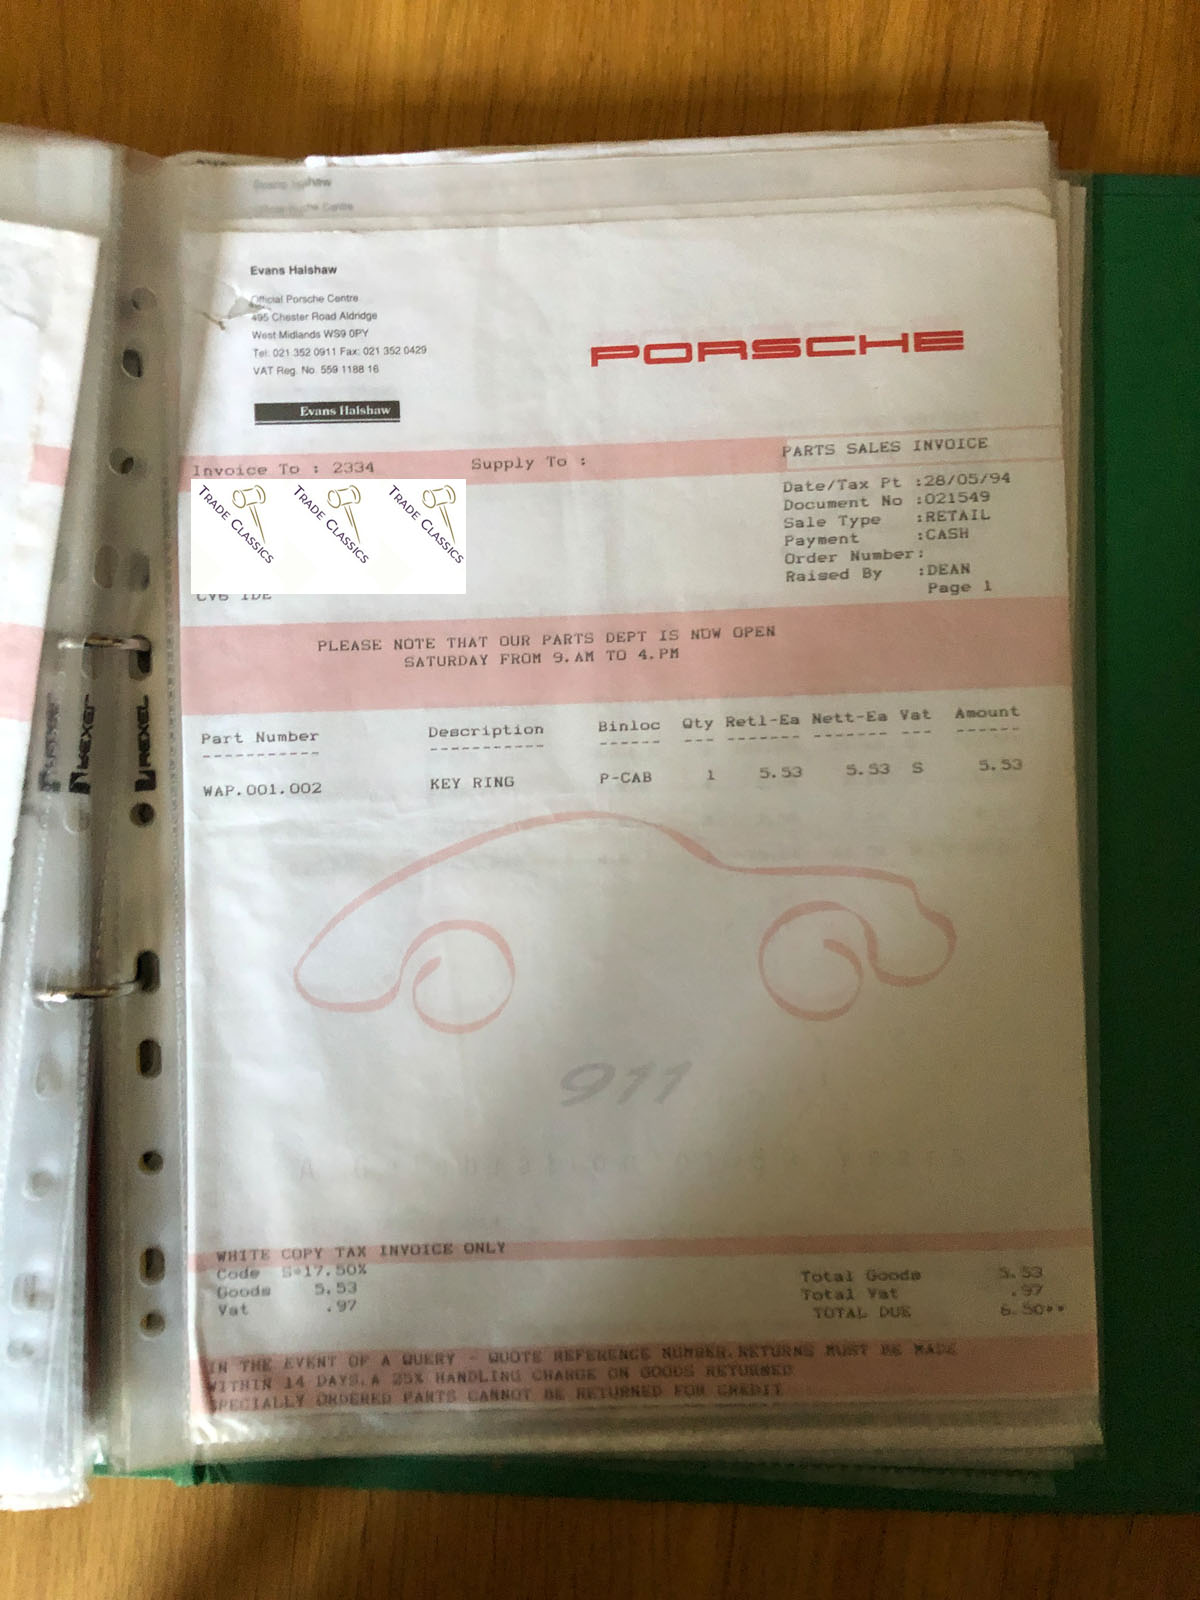 Evans Halshaw
Evans Halshaw
Official Porsche Centre
495 Chester Road Aldridge
West Midlands WS9 0PY
Tel: 021 352 0911 Fax: 021 352 0429
VAT Reg. No. 559 1188 16
Evans Halshaw
PORSCHE
PARTS SALES INVOICE
Invoice To : 2334
Supply To :
TRADE CLASSICS
TRADE CLASSICS
TRADE CLASSICS
Date/Tax Pt :28/05/94
Document No :021549
Sale Type :RETAIL
Payment :CASH
Order Number:
Raised By :DEAN
Page 1
PLEASE NOTE THAT OUR PARTS DEPT IS NOW OPEN
SATURDAY FROM 9.AM TO 4.PM
Part Number Description Binloc Qty Retl-Ea Nett-Ea Vat Amount
WAP.001.002 KEY RING P-CAB 1 5.53 5.53 S 5.53
911
WHITE COPY TAX INVOICE ONLY
Code S*17.50%
Goods 5.53
Vat .97
Total Goods 5.53
Total Vat .97
TOTAL DUE 6.50**
IN THE EVENT OF A QUERY - QUOTE REFERENCE NUMBER.RETURNS MUST BE MADE
WITHIN 14 DAYS.A 25% HANDLING CHARGE ON GOODS RETURNED
SPECIALLY ORDERED PARTS CANNOT BE RETURNED FOR CREDIT
REXEL
REXEL